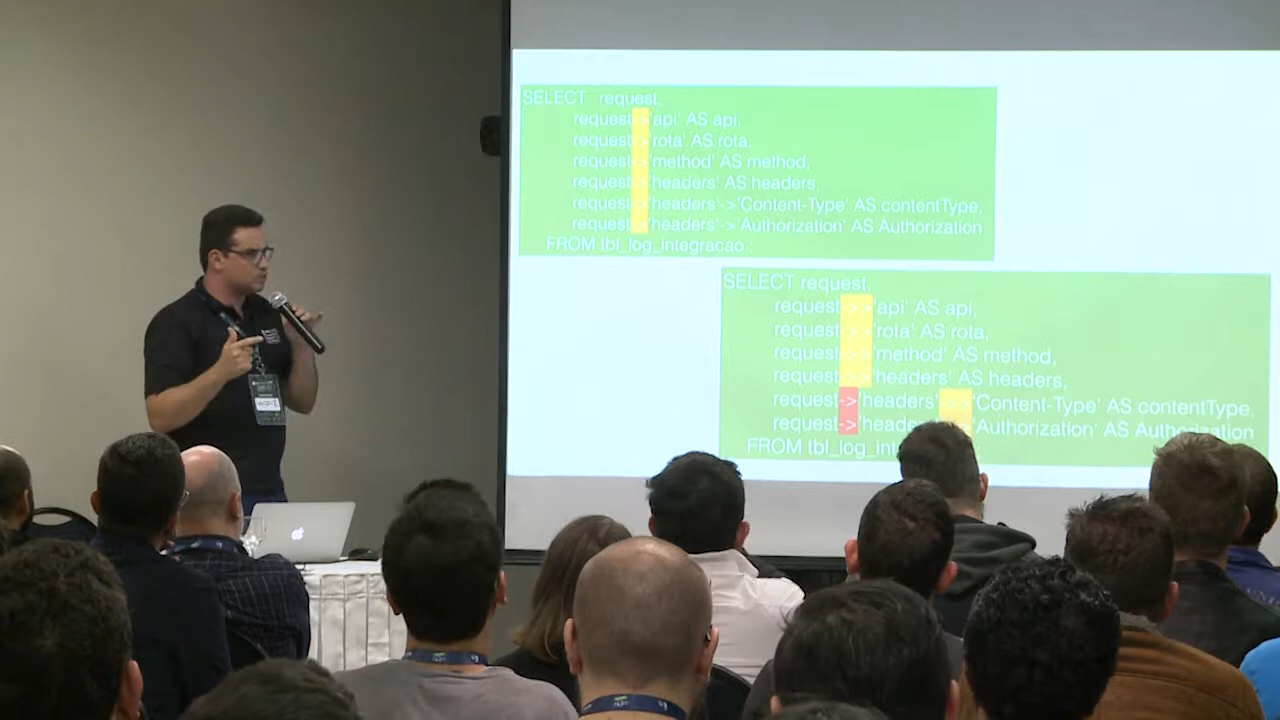 SELECT request,
request->'api' AS api,
request->'rota' AS rota,
request->'method' AS method,
request->'headers' AS headers,
request->'headers'->'Content-Type' AS contentType,
request->'headers'->'Authorization' AS Authorization
FROM tbl_log_integracao ;
SELECT request,
request->>'api' AS api,
request->>'rota' AS rota,
request->>'method' AS method,
request->>'headers' AS headers,
request->'headers'->>'Content-Type' AS contentType,
request->'header ->>'Authorization' AS Authorization
FROM tbl_log_int